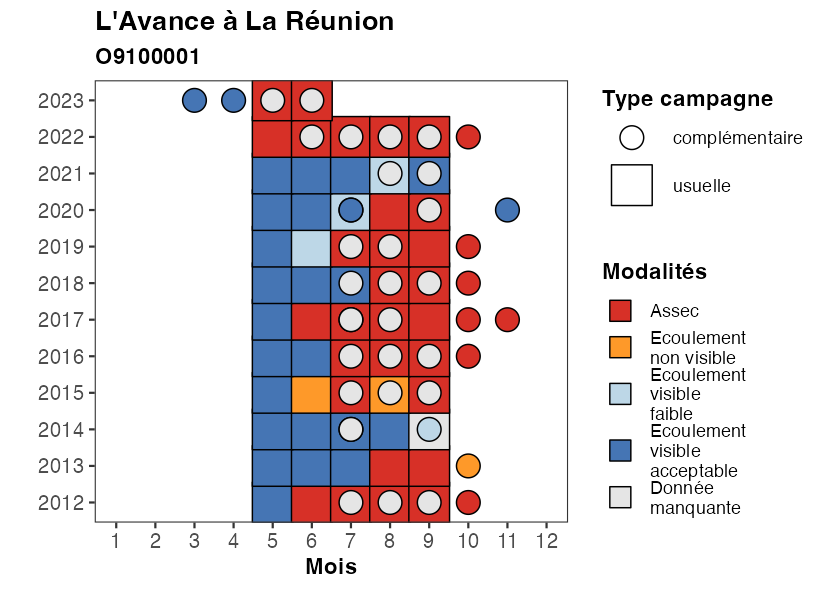 L'Avance à La Réunion
O9100001
2023
2022
2021
2020
2019
2018
2017
2016
2015
2014
2013
2012
1 2 3 4 5 6 7 8 9 10 11 12
Mois
Type campagne
complémentaire
usuelle
Modalités
Assec
Ecoulement
non visible
Ecoulement
visible
faible
Ecoulement
visible
acceptable
Donnée
manquante